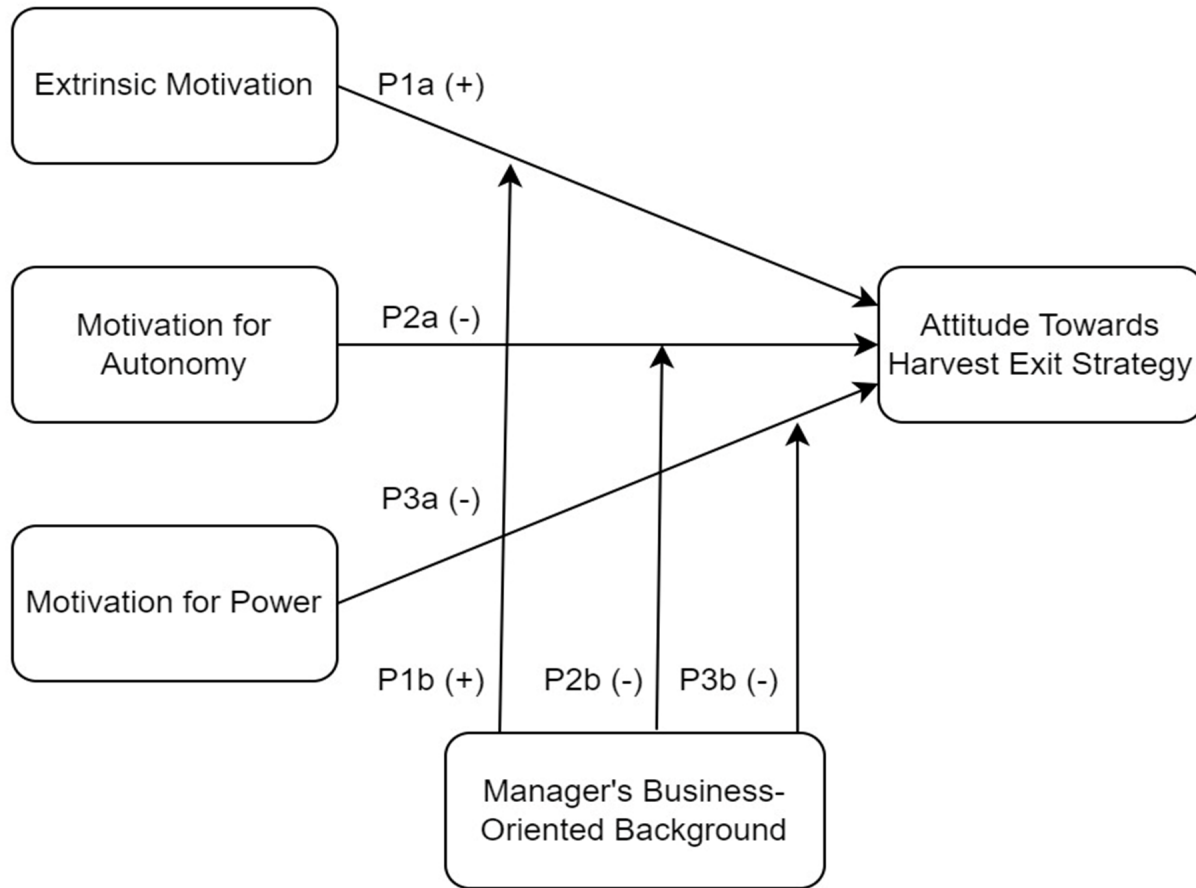 Extrinsic Motivation
P1a (+)
Motivation for
Autonomy
P2a (-)
Attitude Towards
Harvest Exit Strategy
P3a (-)
Motivation for Power
P1b (+)
P2b (-)
P3b (-)
Manager's Business-
Oriented Background